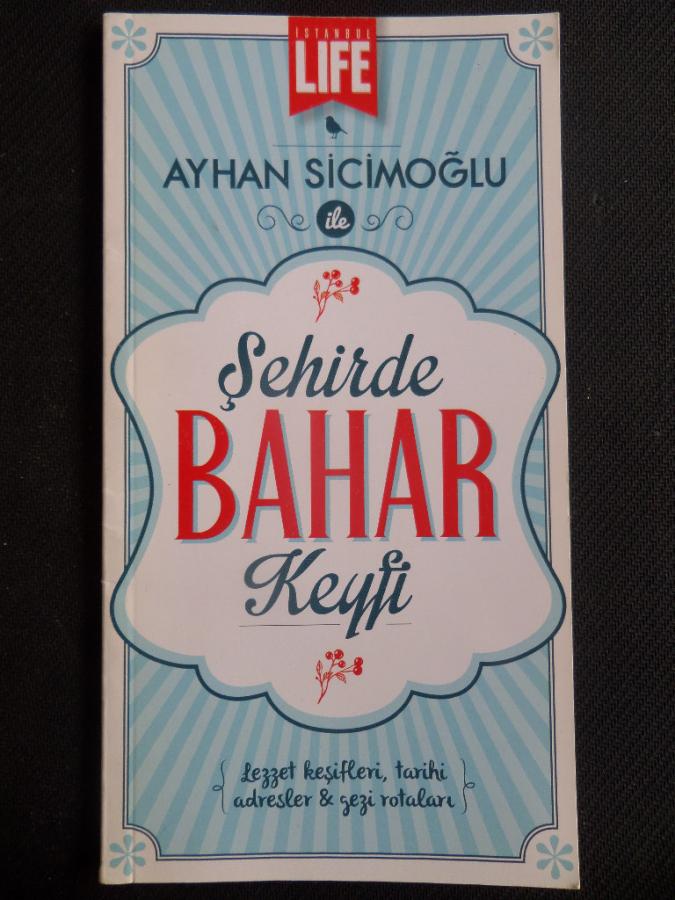 İSTANBUL
LIFE
AYHAN SİCİMOĞLU
ile
Şehirde
BAHAR
Keyfi
{ Lezzet keşifleri, tarihi
adresler & gezi rotaları }